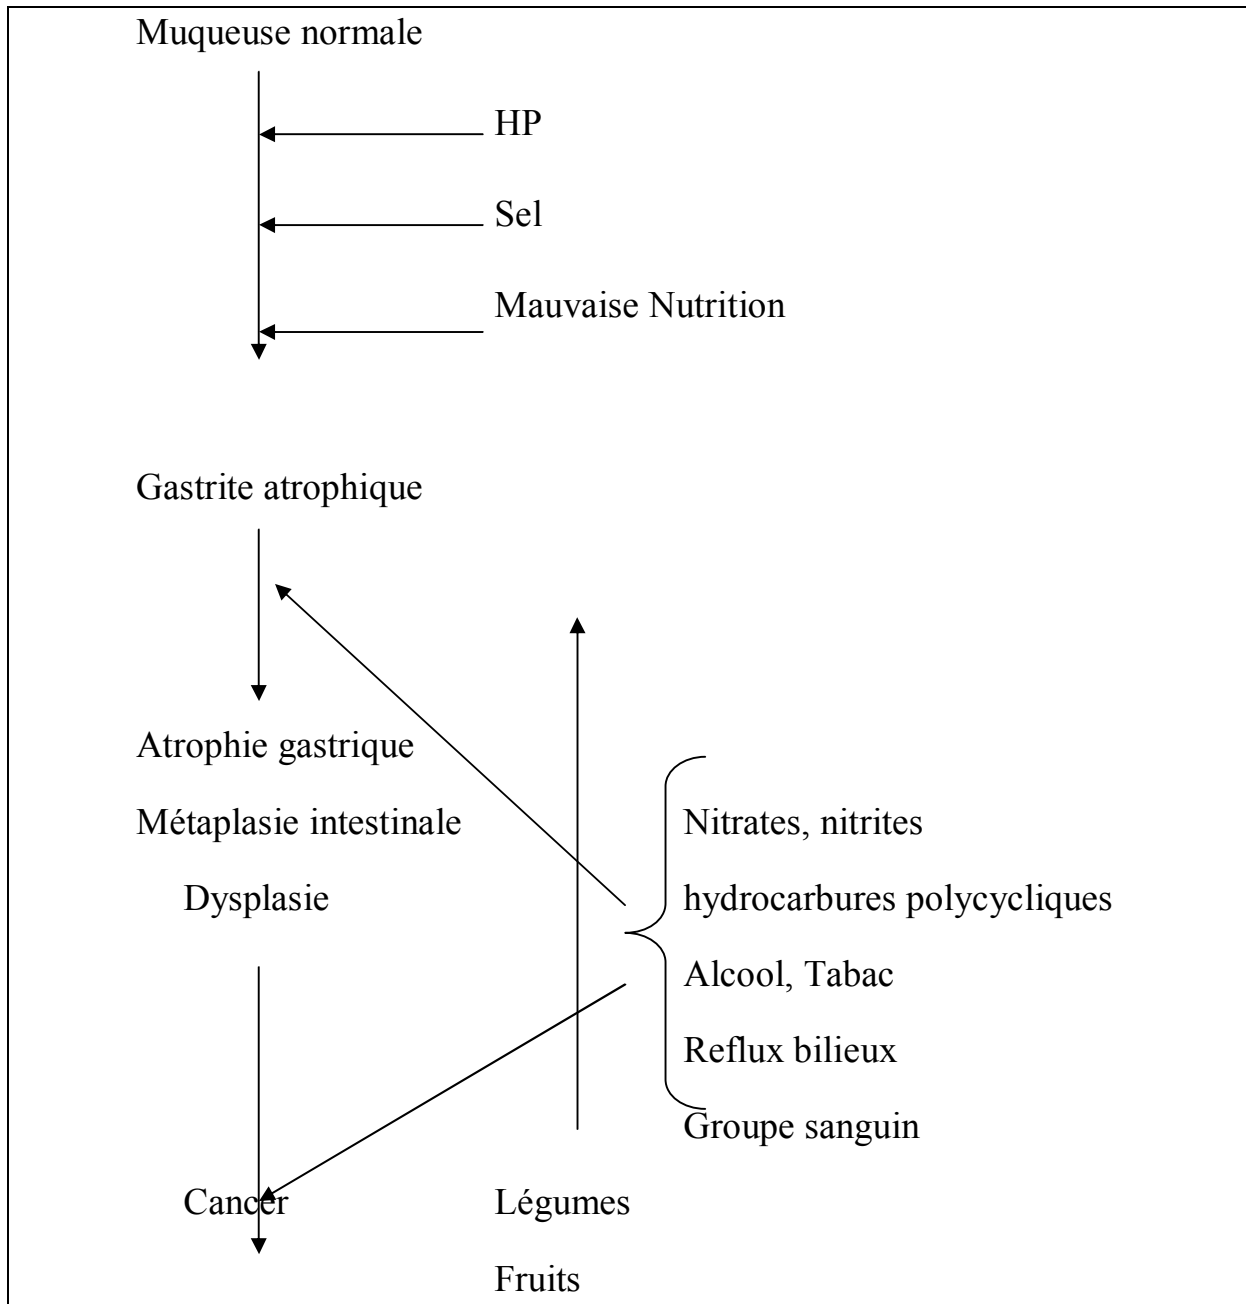 Muqueuse normale
HP
Sel
Mauvaise Nutrition
Gastrite atrophique
Atrophie gastrique
Métaplasie intestinale
Dysplasie
Nitrates, nitrites
hydrocarbures polycycliques
Alcool, Tabac
Reflux bilieux
Groupe sanguin
Cancer
Légumes
Fruits